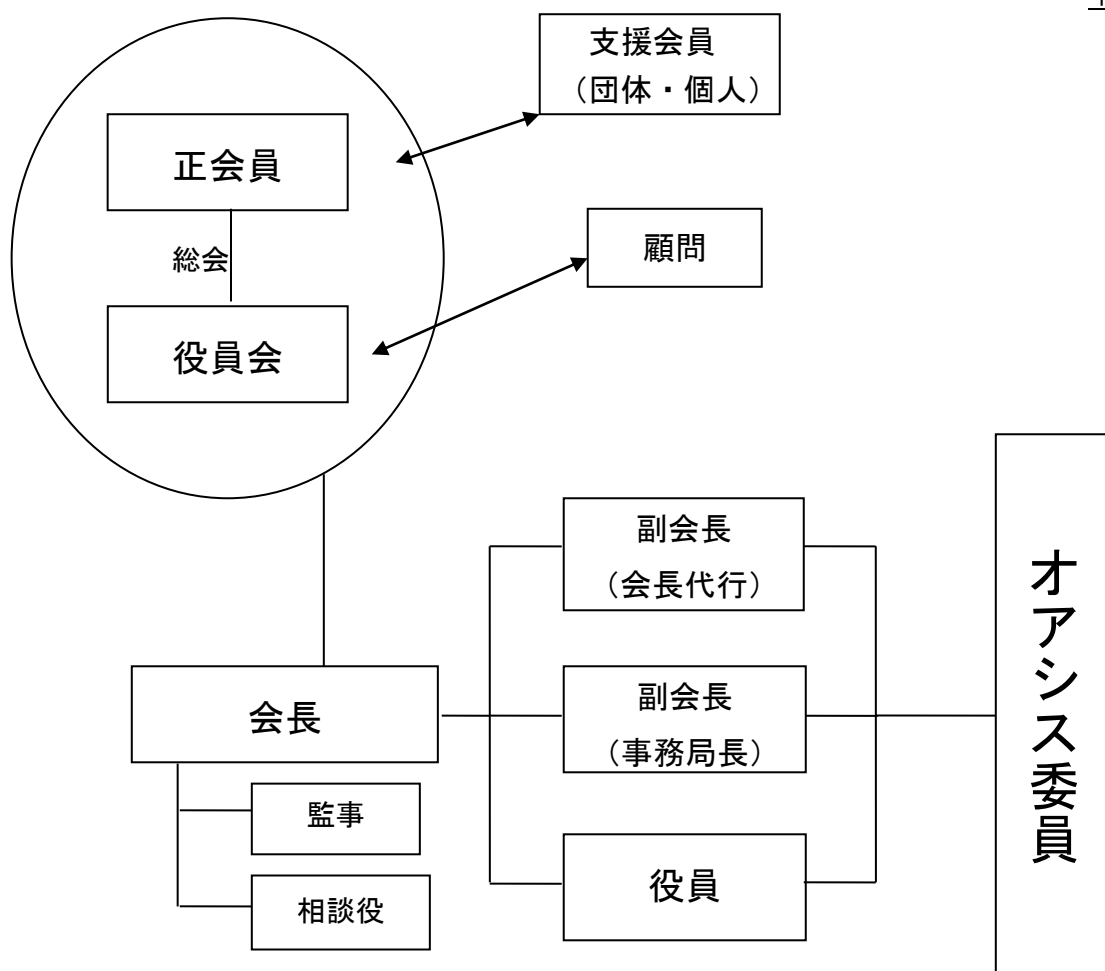 支援会員
（団体・個人）
正会員
総会
顧問
役員会
副会長
（会長代行）
会長
副会長
（事務局長）
監事
相談役
役員
オアシス委員